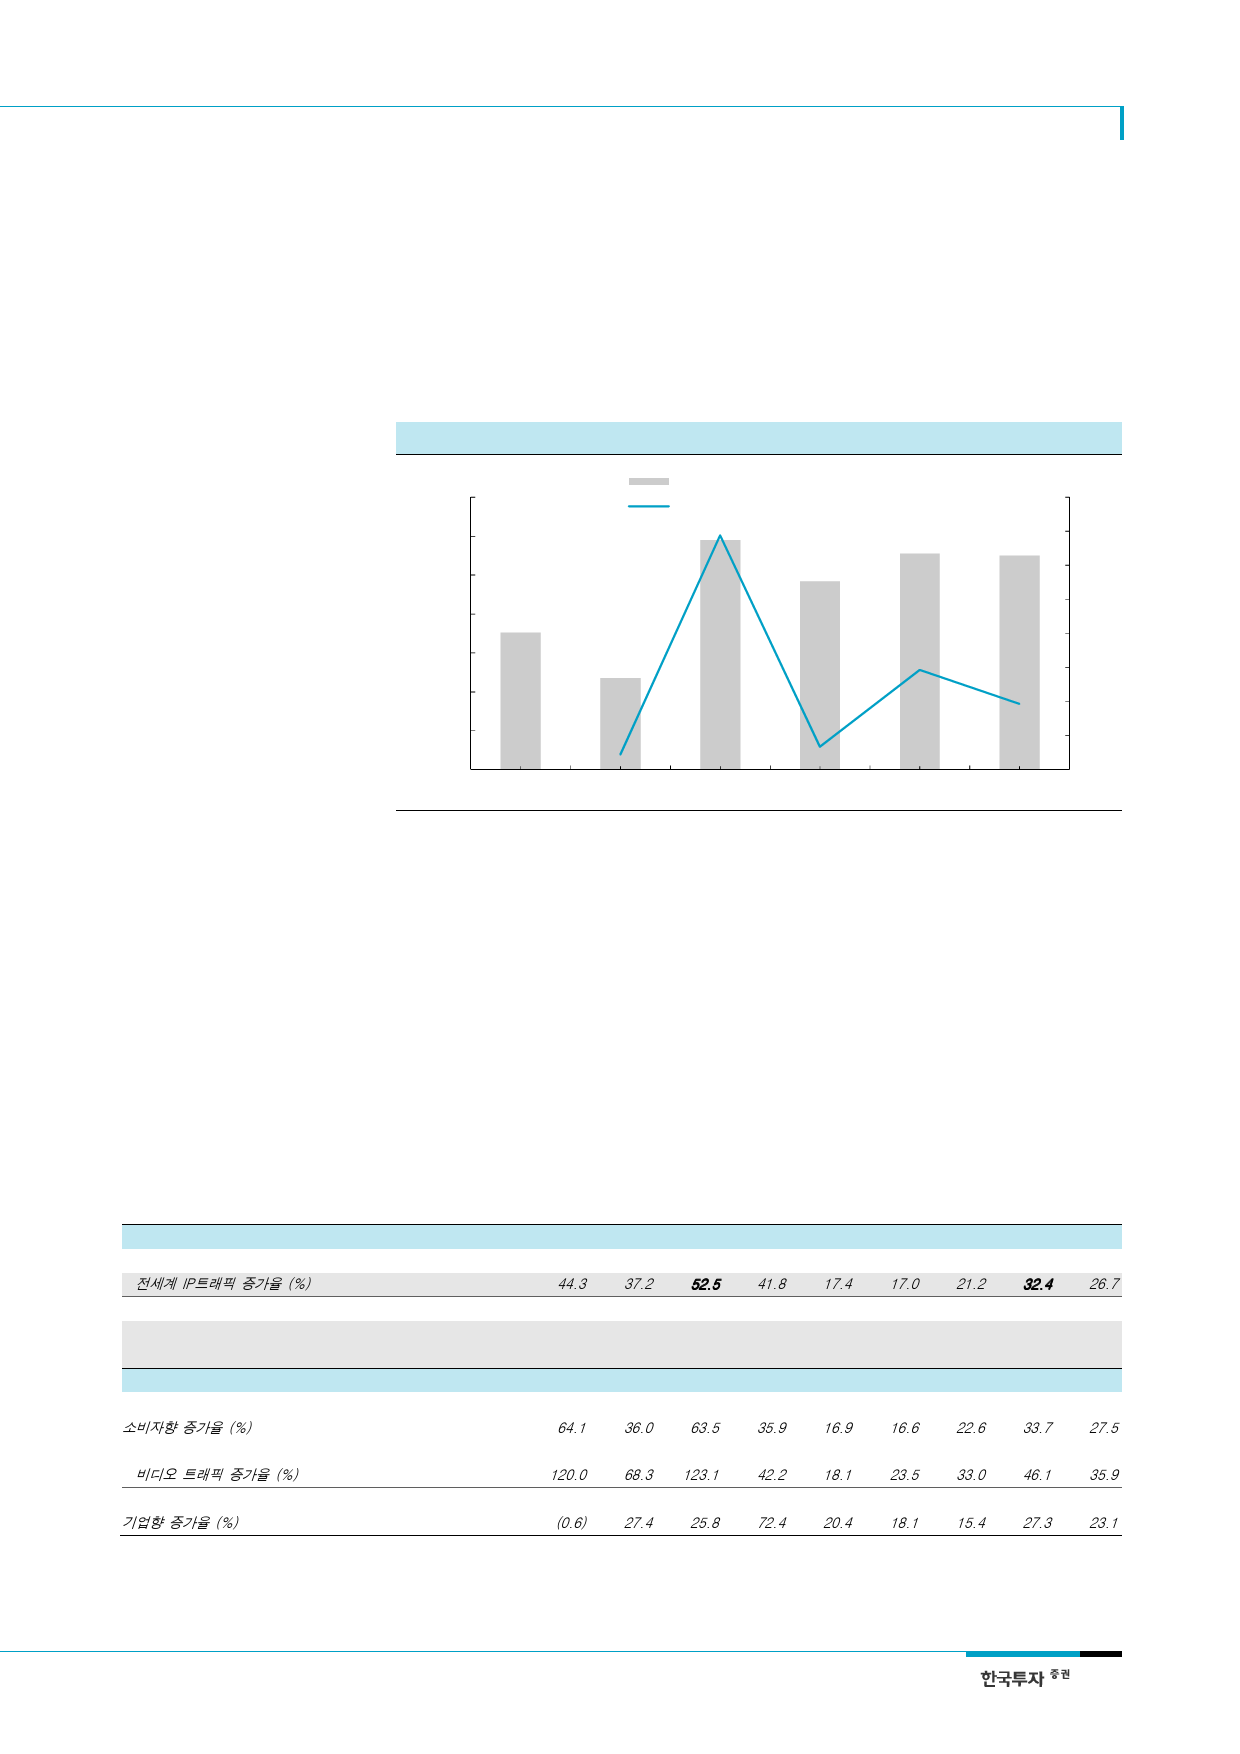 전세계 IP트래픽 증가율 (%) 44.3 37.2 52.5 41.8 17.4 17.0 21.2 32.4 26.7
소비자향 증가율 (%) 64.1 36.0 63.5 35.9 16.9 16.6 22.6 33.7 27.5
비디오 트래픽 증가율 (%) 120.0 68.3 123.1 42.2 18.1 23.5 33.0 46.1 35.9
기업향 증가율 (%) (0.6) 27.4 25.8 72.4 20.4 18.1 15.4 27.3 23.1
한국투자 증권